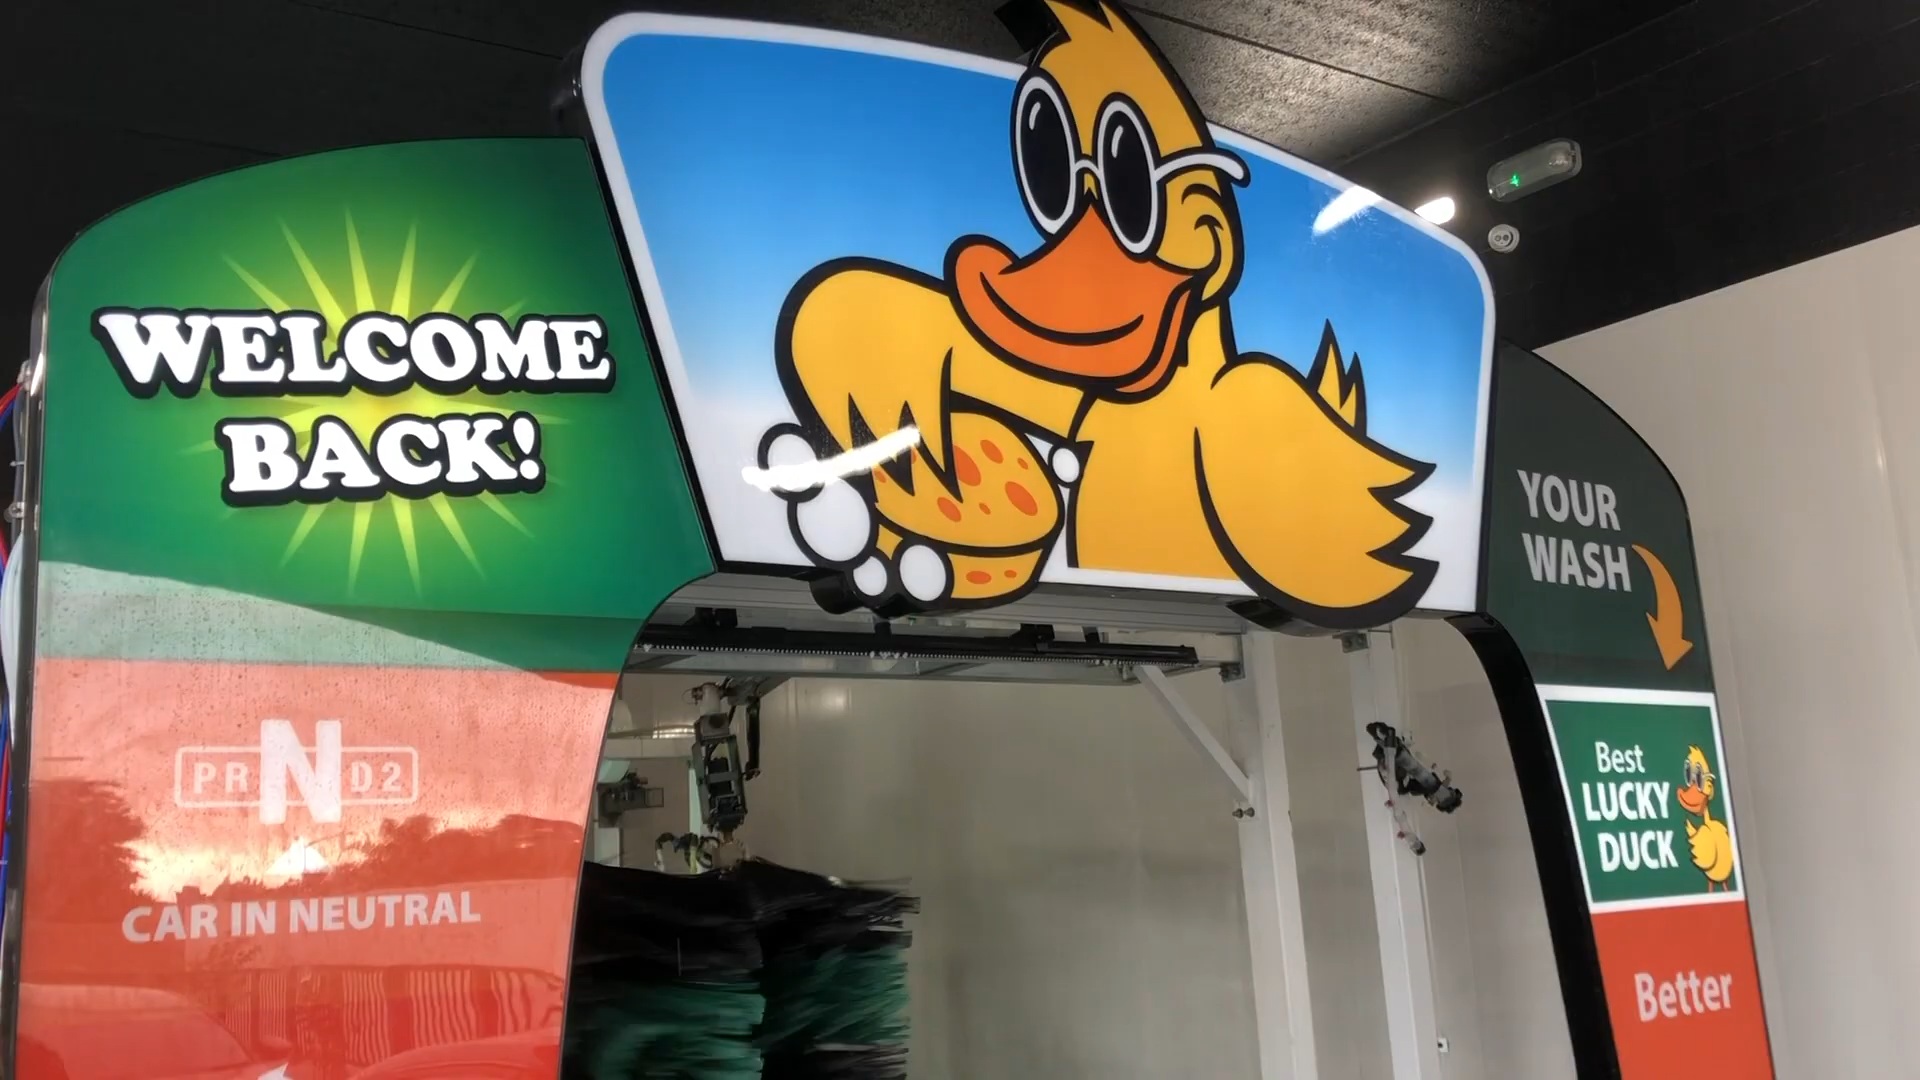 WELCOME
BACK!
PRND2
CAR IN NEUTRAL
YOUR
WASH
Best
LUCKY
DUCK
Better